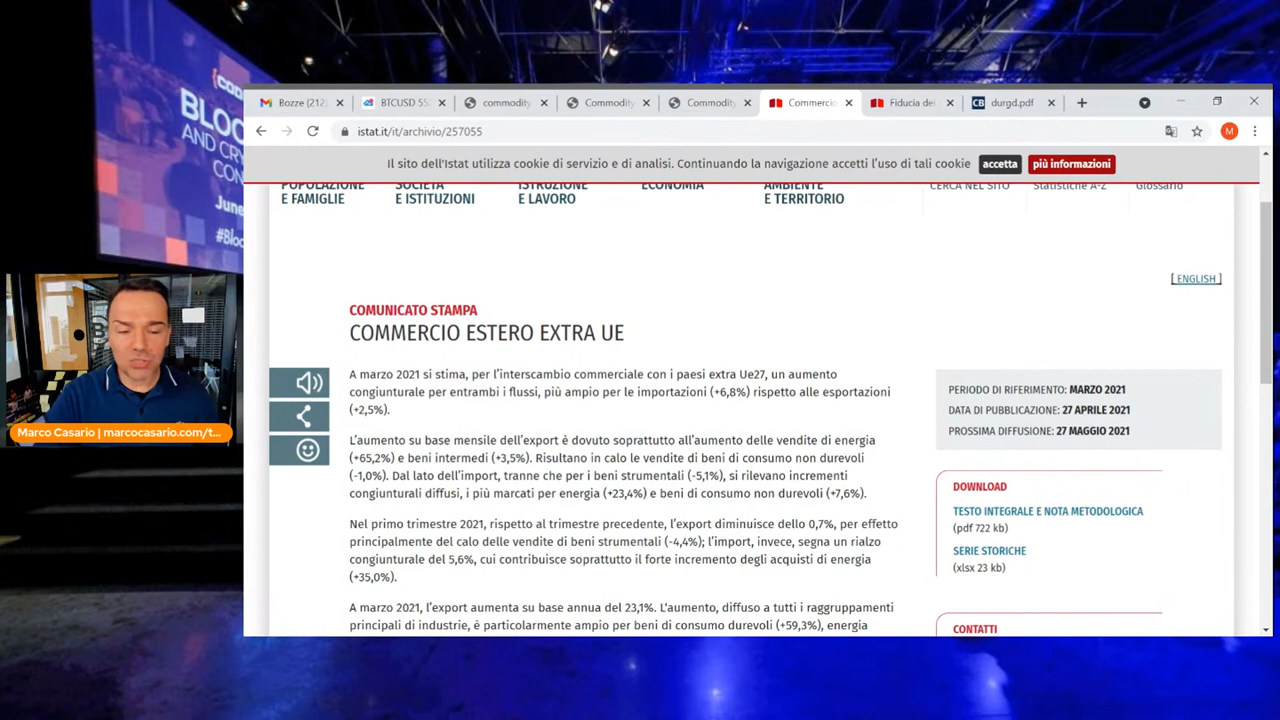 BLOC
AND CRY
CON
June
#Bloc
Bozze (212)
BTCUSD 55.
commodity
Commodity
Commodity
Commercio
Fiducia dei
CB
durgd.pdf
istat.it/it/archivio/257055
M
Il sito dell'Istat utilizza cookie di servizio e di analisi. Continuando la navigazione accetti l'uso di tali cookie
accetta
più informazioni
POPOLAZIONE
E FAMIGLIE
SOCIETÀ
E ISTITUZIONI
ISTRUZIONE
E LAVORO
ECONOMIA
AMBIENTE
E TERRITORIO
CERCA NEL SITO
Statistiche A-Z
Glossario
[ ENGLISH ]
COMUNICATO STAMPA
COMMERCIO ESTERO EXTRA UE
A marzo 2021 si stima, per l'interscambio commerciale con i paesi extra Ue27, un aumento
congiunturale per entrambi i flussi, più ampio per le importazioni (+6,8%) rispetto alle esportazioni
(+2,5%).
L'aumento su base mensile dell'export è dovuto soprattutto all'aumento delle vendite di energia
(+65,2%) e beni intermedi (+3,5%). Risultano in calo le vendite di beni di consumo non durevoli
(-1,0%). Dal lato dell'import, tranne che per i beni strumentali (-5,1%), si rilevano incrementi
congiunturali diffusi, i più marcati per energia (+23,4%) e beni di consumo non durevoli (+7,6%).
Nel primo trimestre 2021, rispetto al trimestre precedente, l'export diminuisce dello 0,7%, per effetto
principalmente del calo delle vendite di beni strumentali (-4,4%); l'import, invece, segna un rialzo
congiunturale del 5,6%, cui contribuisce soprattutto il forte incremento degli acquisti di energia
(+35,0%).
A marzo 2021, l'export aumenta su base annua del 23,1%. L'aumento, diffuso a tutti i raggruppamenti
principali di industrie, è particolarmente ampio per beni di consumo durevoli (+59,3%), energia
PERIODO DI RIFERIMENTO: MARZO 2021
DATA DI PUBBLICAZIONE: 27 APRILE 2021
PROSSIMA DIFFUSIONE: 27 MAGGIO 2021
DOWNLOAD
TESTO INTEGRALE E NOTA METODOLOGICA
(pdf 722 kb)
SERIE STORICHE
(xlsx 23 kb)
CONTATTI
Marco Casario | marcocasario.com/t...